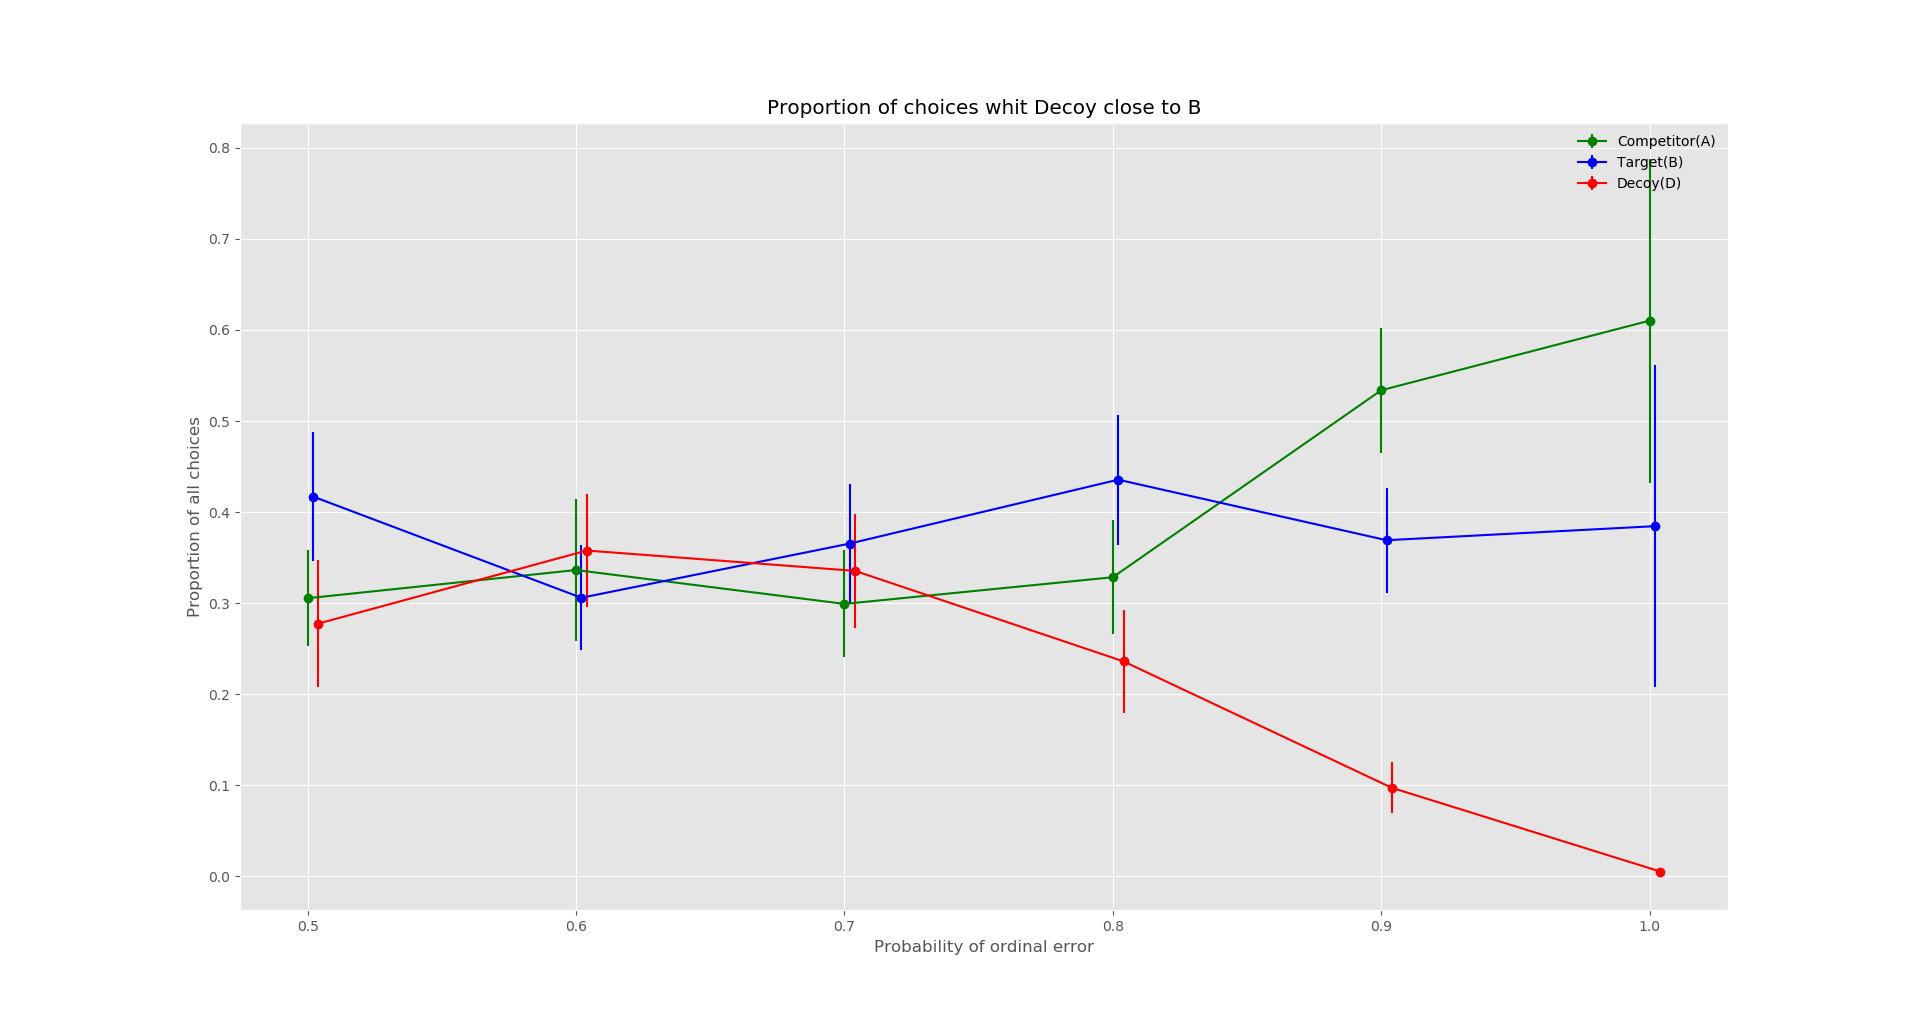 Proportion of choices whit Decoy close to B
Competitor(A)
Target(B)
Decoy(D)
Proportion of all choices
0.8
0.7
0.6
0.5
0.4
0.3
0.2
0.1
0.0
0.5 0.6 0.7 0.8 0.9 1.0
Probability of ordinal error